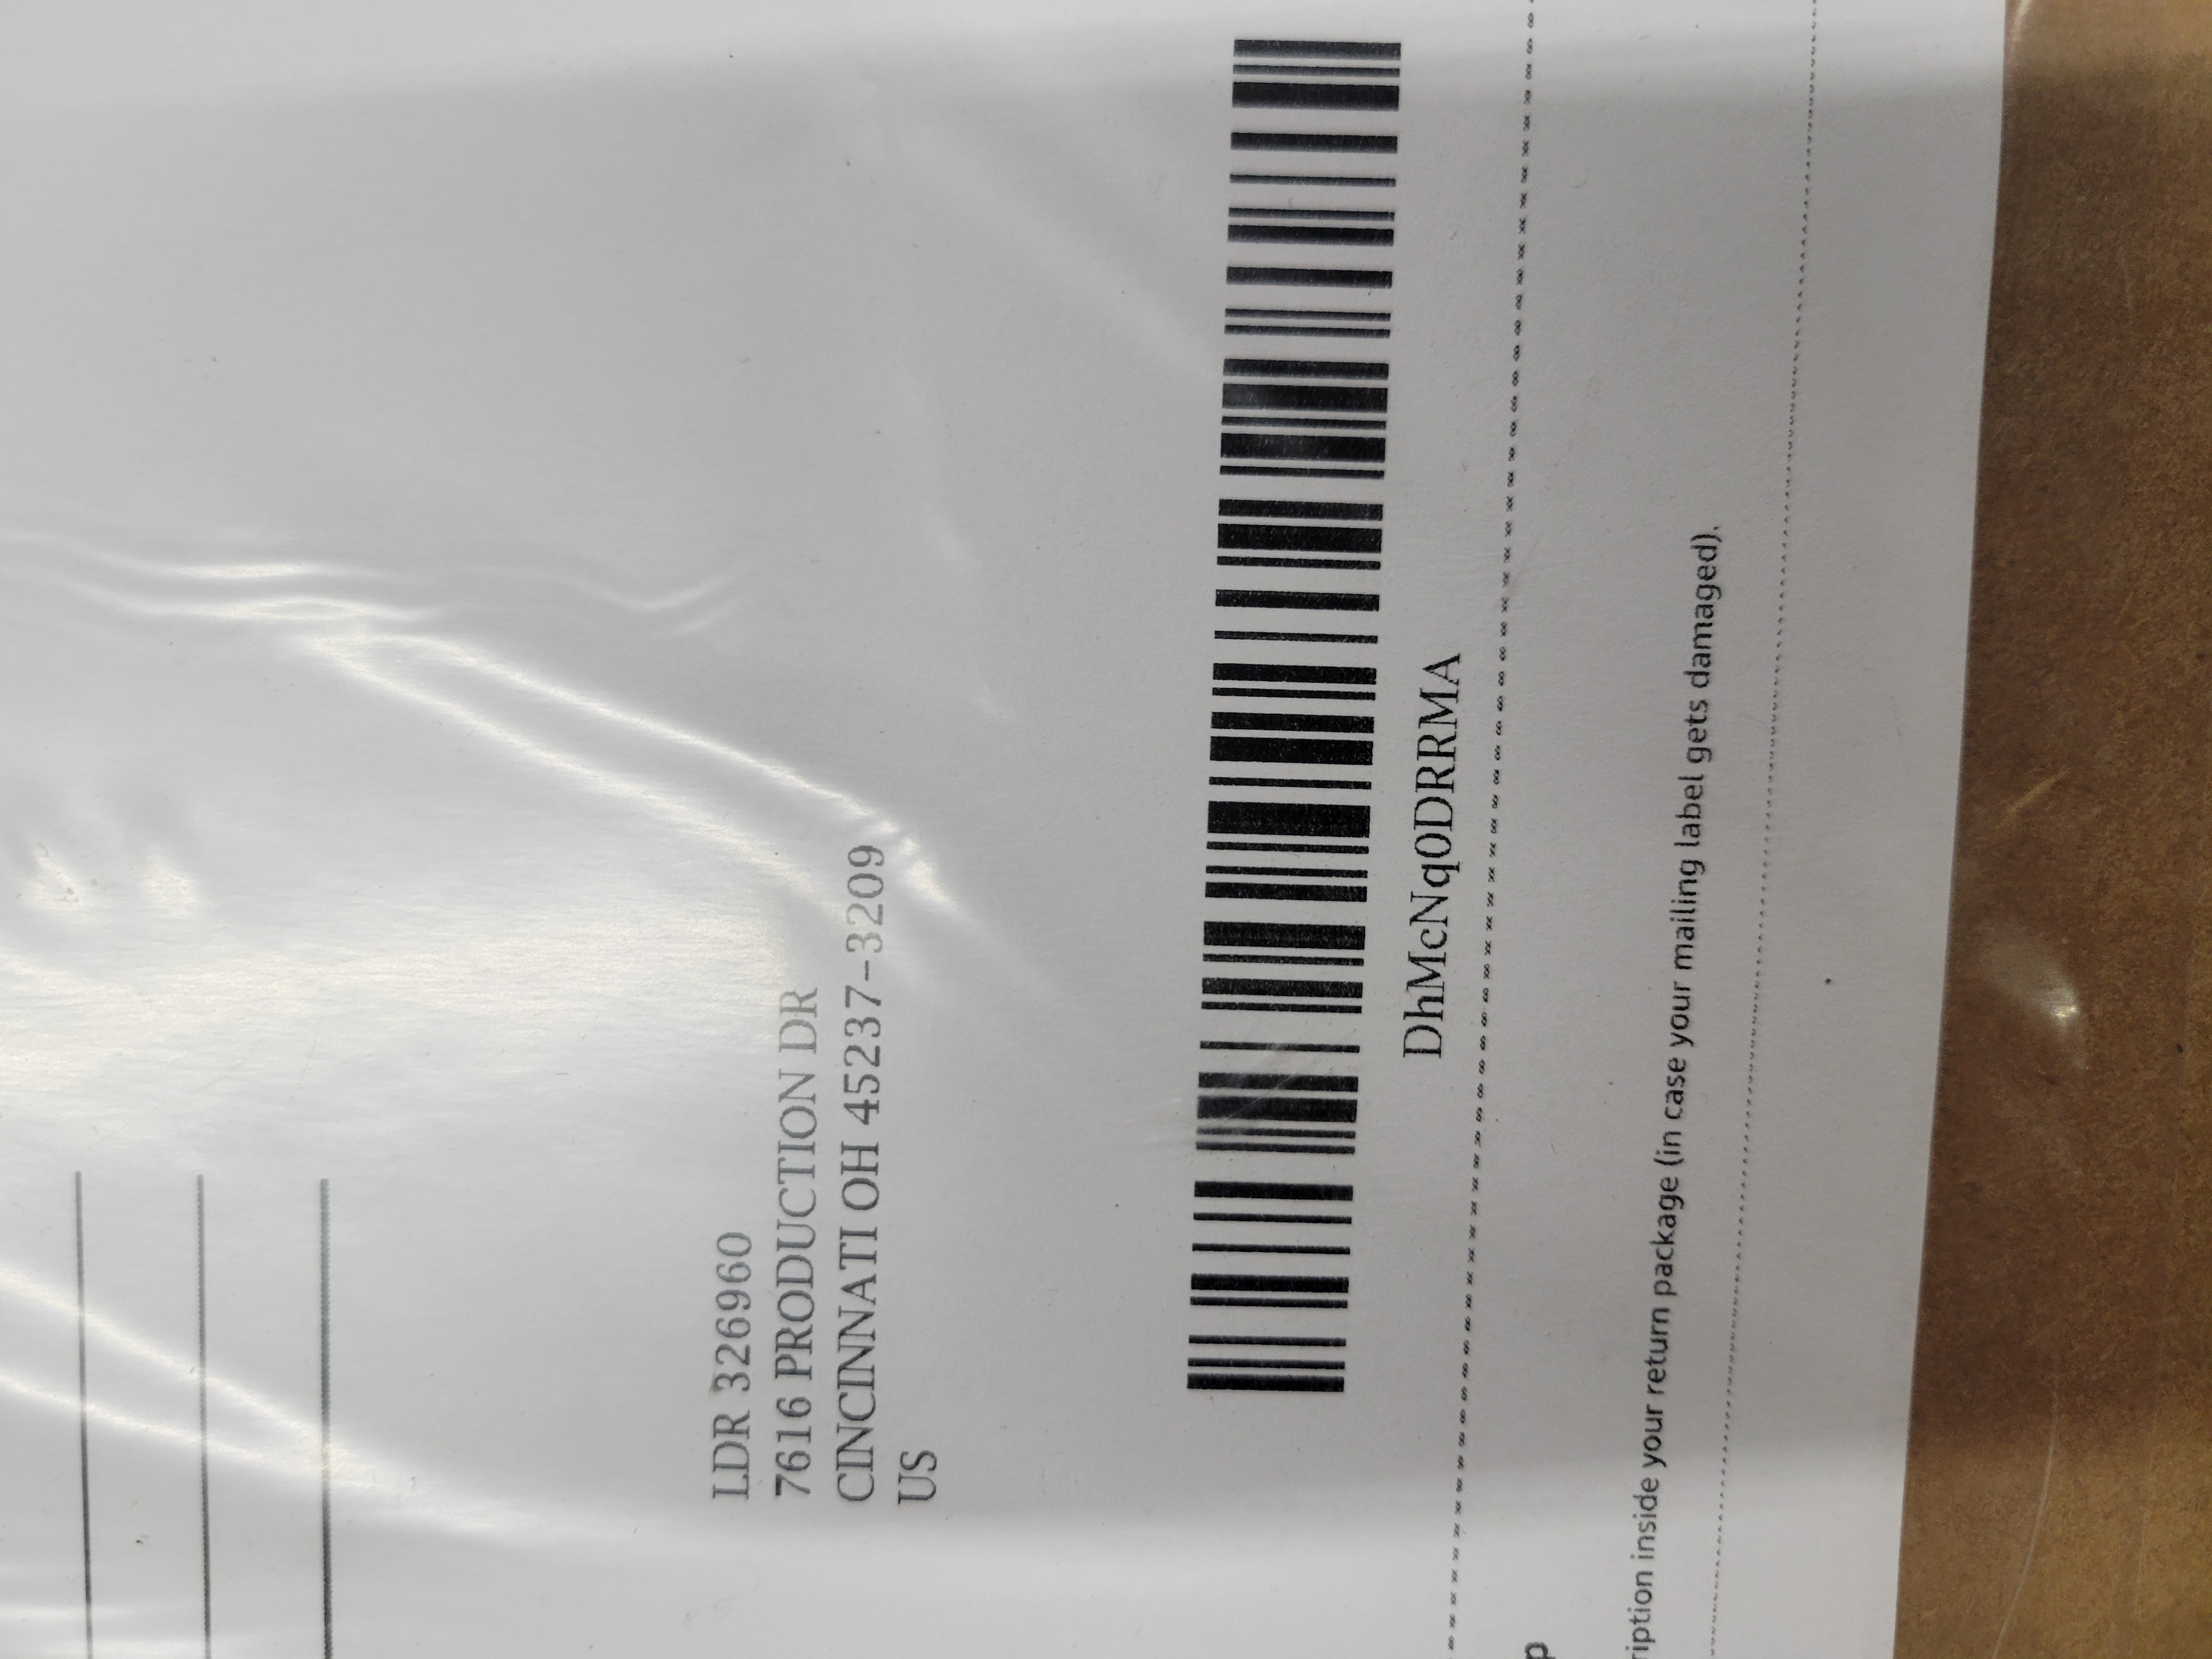 LDR 326960
7616 PRODUCTION DR
CINCINNATI OH 45237-3209
US
DhMcNq0DRRMA
p
ription inside your return package (in case your mailing label gets damaged).